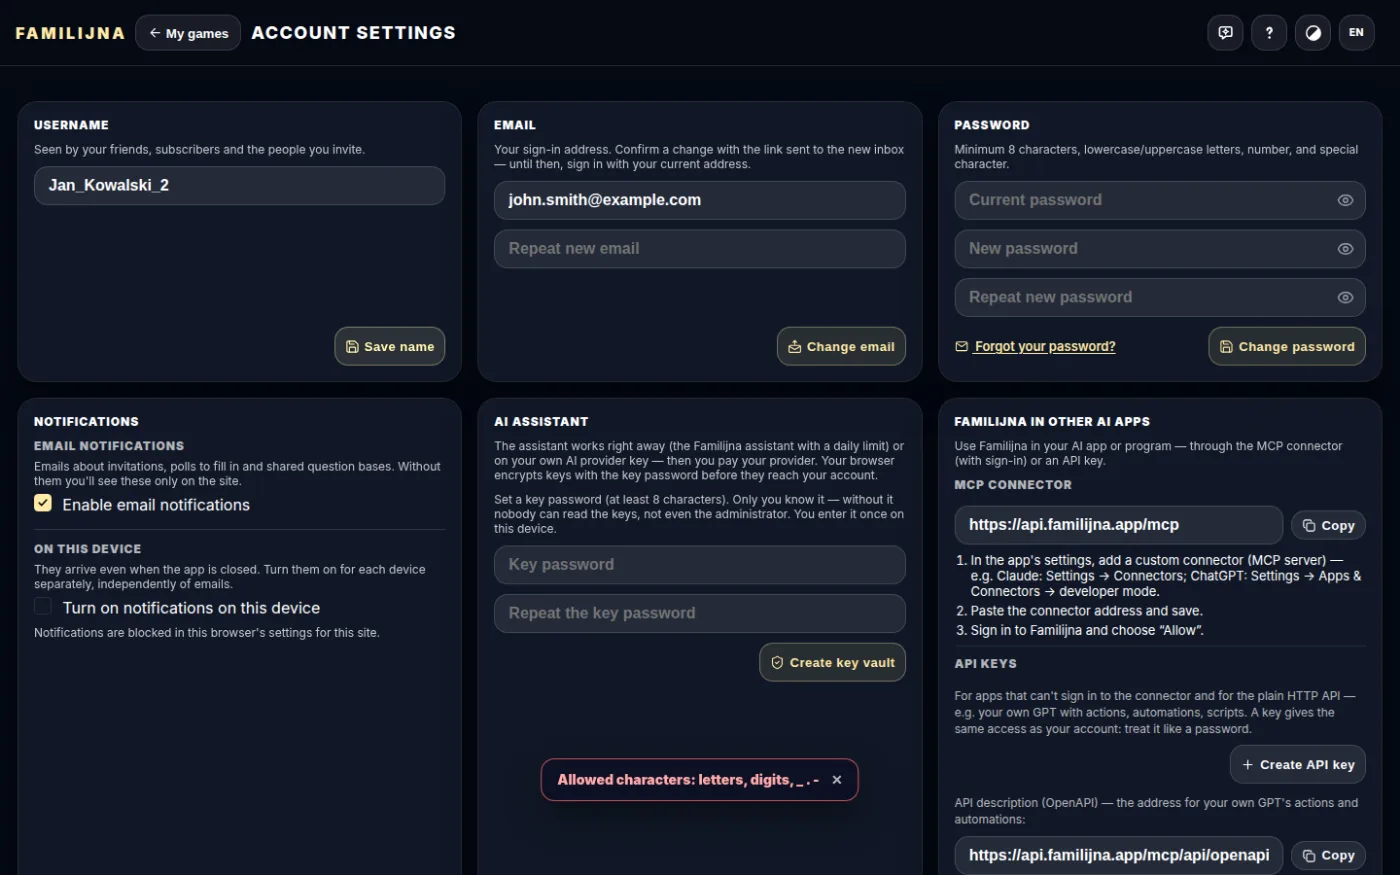 FAMILIJNA
← My games
ACCOUNT SETTINGS
?
EN
USERNAME
Seen by your friends, subscribers and the people you invite.
Jan_Kowalski_2
Save name
EMAIL
Your sign-in address. Confirm a change with the link sent to the new inbox
— until then, sign in with your current address.
john.smith@example.com
Repeat new email
Change email
PASSWORD
Minimum 8 characters, lowercase/uppercase letters, number, and special
character.
Current password
New password
Repeat new password
Forgot your password?
Change password
NOTIFICATIONS
EMAIL NOTIFICATIONS
Emails about invitations, polls to fill in and shared question bases. Without
them you'll see these only on the site.
Enable email notifications
ON THIS DEVICE
They arrive even when the app is closed. Turn them on for each device
separately, independently of emails.
Turn on notifications on this device
Notifications are blocked in this browser's settings for this site.
AI ASSISTANT
The assistant works right away (the Familijna assistant with a daily limit) or
on your own AI provider key — then you pay your provider. Your browser
encrypts keys with the key password before they reach your account.
Set a key password (at least 8 characters). Only you know it — without it
nobody can read the keys, not even the administrator. You enter it once on
this device.
Key password
Repeat the key password
Create key vault
FAMILIJNA IN OTHER AI APPS
Use Familijna in your AI app or program — through the MCP connector
(with sign-in) or an API key.
MCP CONNECTOR
https://api.familijna.app/mcp
Copy
1. In the app's settings, add a custom connector (MCP server) —
e.g. Claude: Settings → Connectors; ChatGPT: Settings → Apps &
Connectors → developer mode.
2. Paste the connector address and save.
3. Sign in to Familijna and choose “Allow”.
API KEYS
For apps that can't sign in to the connector and for the plain HTTP API —
e.g. your own GPT with actions, automations, scripts. A key gives the
same access as your account: treat it like a password.
+ Create API key
API description (OpenAPI) — the address for your own GPT's actions and
automations:
https://api.familijna.app/mcp/api/openapi
Copy
Allowed characters: letters, digits, _ . - ×